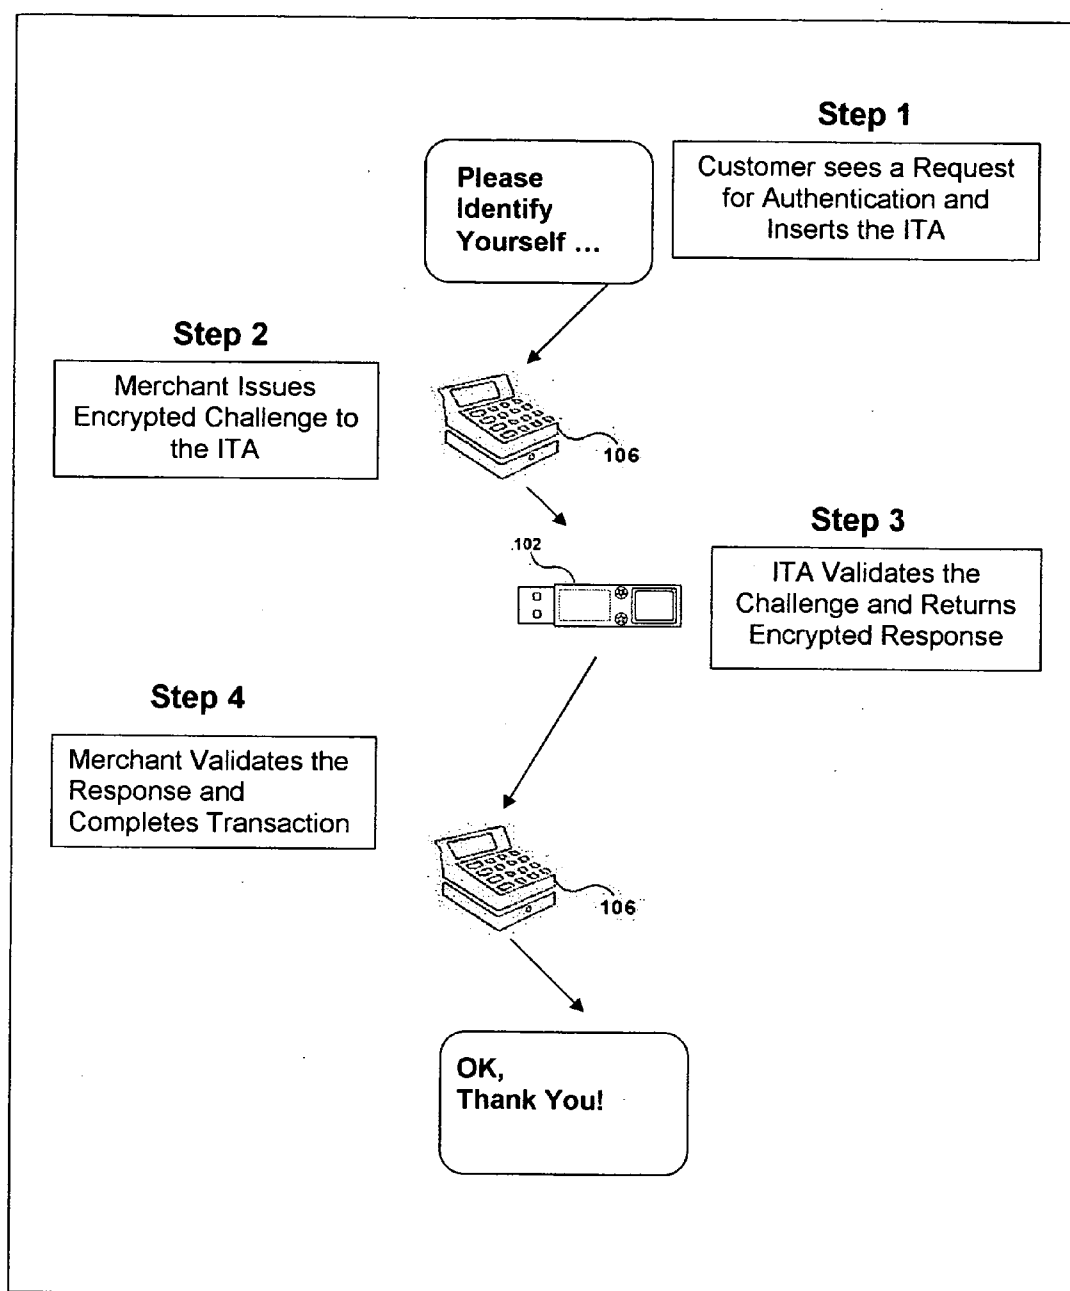 Step 1
Please
Identify
Yourself ...
Customer sees a Request
for Authentication and
Inserts the ITA
Step 2
Merchant Issues
Encrypted Challenge to
the ITA
106
Step 3
102
ITA Validates the
Challenge and Returns
Encrypted Response
Step 4
Merchant Validates the
Response and
Completes Transaction
106
OK,
Thank You!